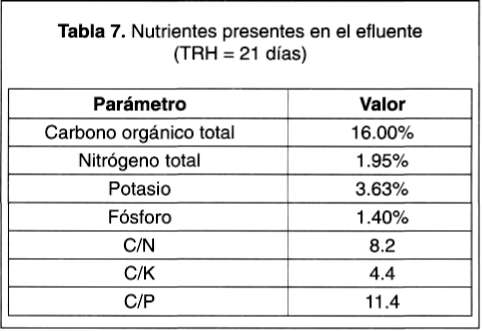 Tabla 7. Nutrientes presentes en el efluente
(TRH = 21 días)
Parámetro Valor
Carbono orgánico total 16.00%
Nitrógeno total 1.95%
Potasio 3.63%
Fósforo 1.40%
C/N 8.2
C/K 4.4
C/P 11.4